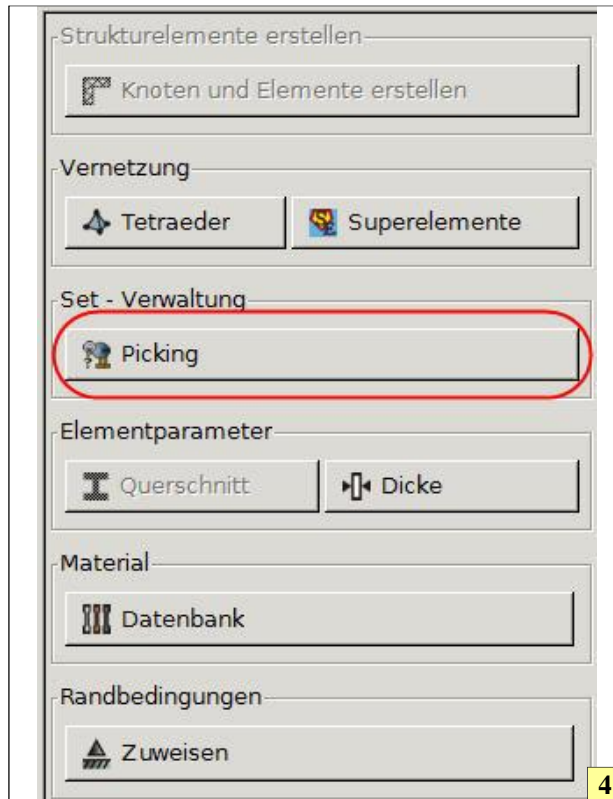 Strukturelemente erstellen
Knoten und Elemente erstellen
Vernetzung
Tetraeder
Superelemente
Set - Verwaltung
Picking
Elementparameter
Querschnitt
Dicke
Material
Datenbank
Randbedingungen
Zuweisen
4